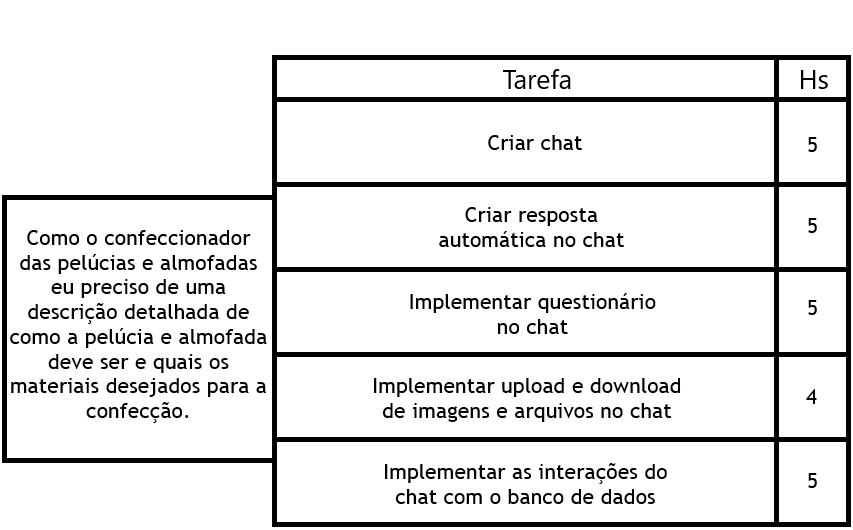 Tarefa Hs
Criar chat 5
Criar resposta
automática no chat 5
Implementar questionário
no chat 5
Implementar upload e download
de imagens e arquivos no chat 4
Implementar as interações do
chat com o banco de dados 5
Como o confeccionador
das pelúcias e almofadas
eu preciso de uma
descrição detalhada de
como a pelúcia e almofada
deve ser e quais os
materiais desejados para a
confecção.